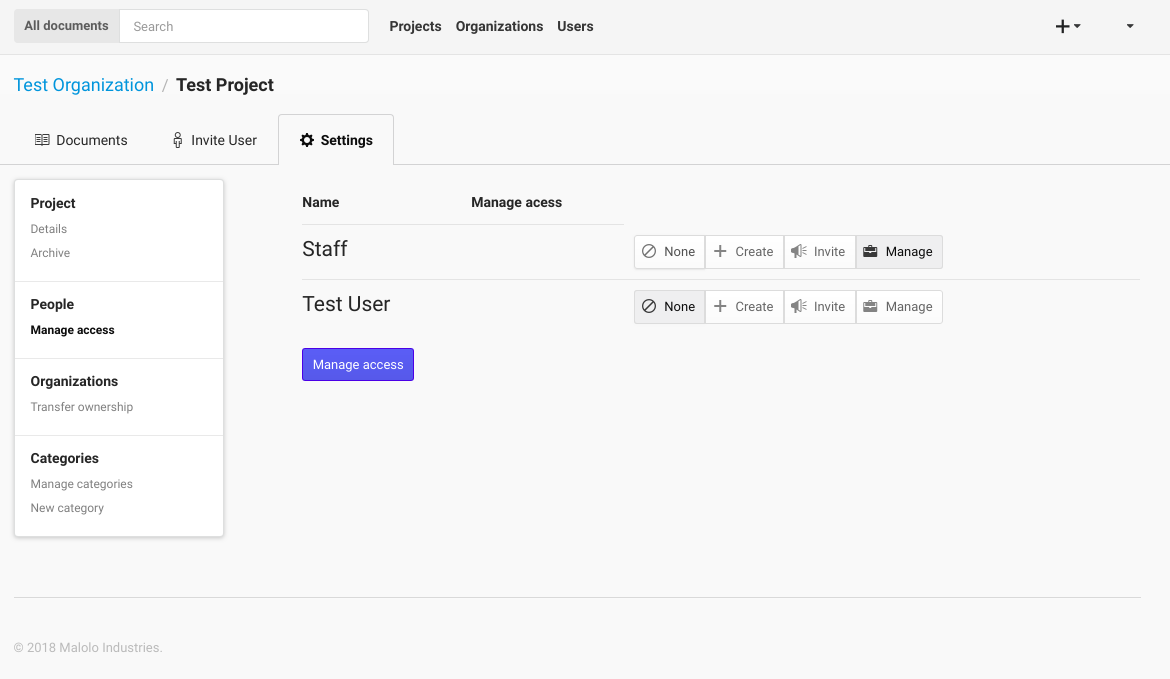 All documents Search Projects Organizations Users
Test Organization / Test Project
Documents Invite User Settings
Project
Details
Archive
People
Manage access
Organizations
Transfer ownership
Categories
Manage categories
New category
Name Manage acess
Staff None Create Invite Manage
Test User None Create Invite Manage
Manage access
© 2018 Malolo Industries.